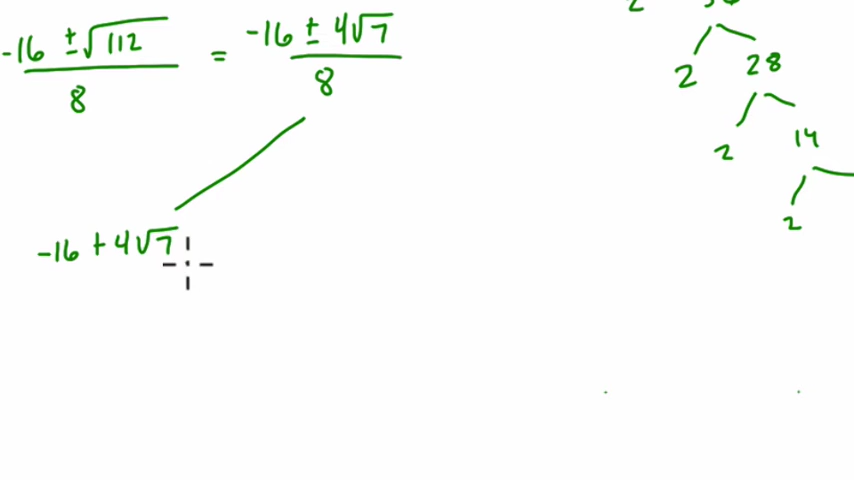 -16 ± √112 / 8 = -16 ± 4√7 / 8
2
2 28
2 14
2
-16 + 4√7